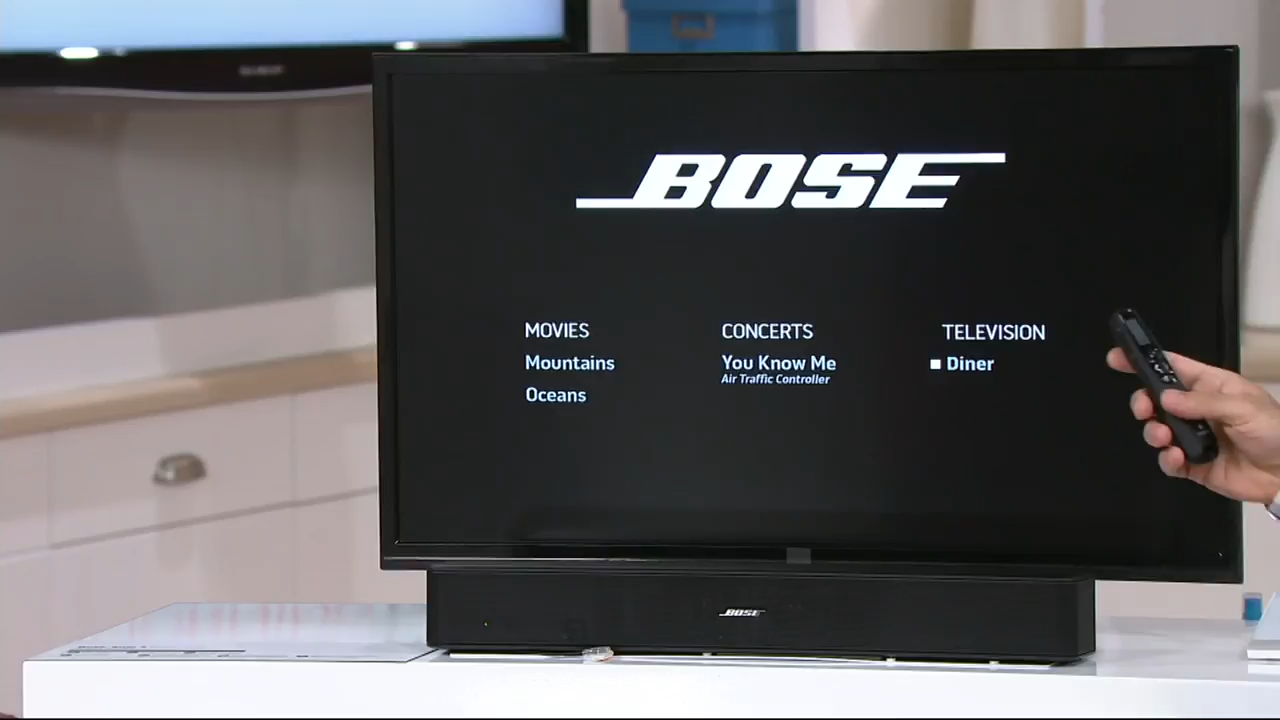 BOSE
MOVIES
Mountains
Oceans
CONCERTS
You Know Me
Air Traffic Controller
TELEVISION
Diner
BOSE